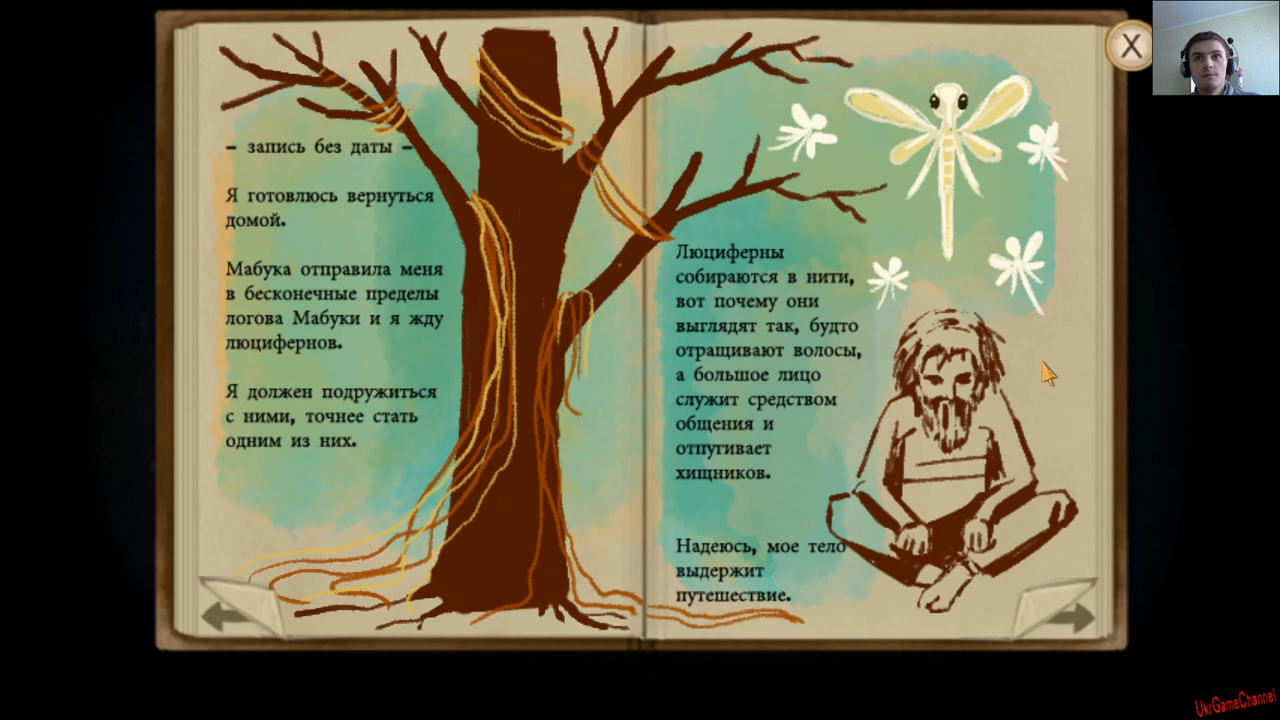 – запись без даты –
Я готовлюсь вернуться
домой.
Мабука отправила меня
в бесконечные пределы
логова Мабуки и я жду
люцифернов.
Я должен подружиться
с ними, точнее стать
одним из них.
Люциферны
собираются в нити,
вот почему они
выглядят так, будто
отращивают волосы,
а большое лицо
служит средством
общения и
отпугивает
хищников.
Надеюсь, мое тело
выдержит
путешествие.
X
UkrGameChannel